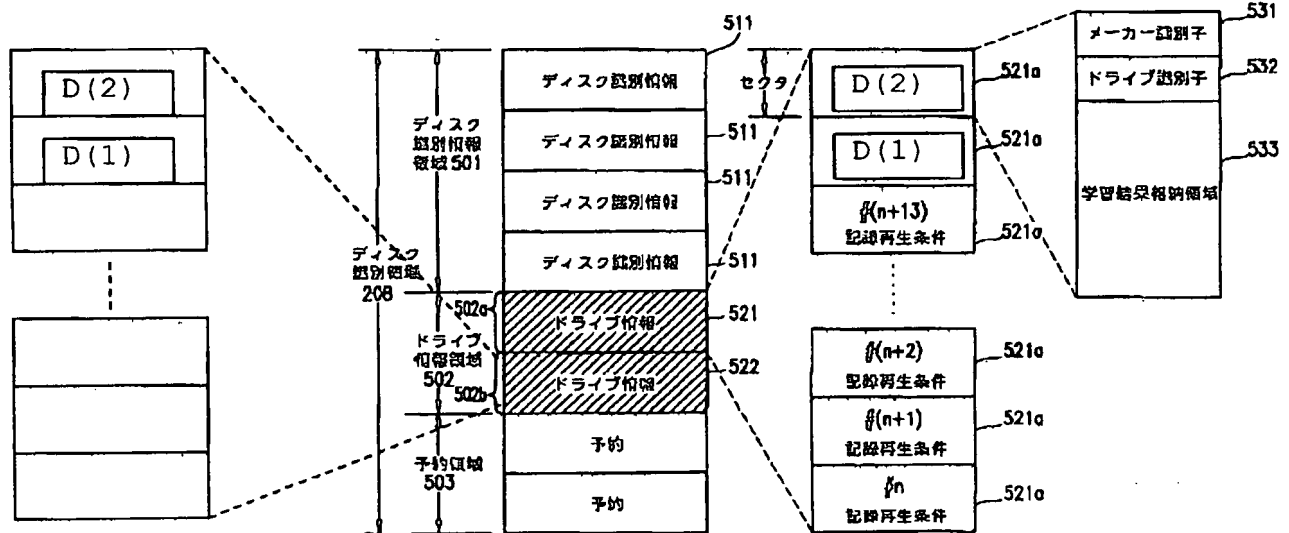 D(2)
D(1)
ディスク
識別領域
208
ディスク
識別情報
領域 501
ドライブ
情報領域
502
502a
502b
予約領域
503
511
ディスク識別情報
ディスク識別情報
511
ディスク識別情報
511
ディスク識別情報
511
ドライブ情報
521
ドライブ情報
522
予約
予約
セクタ
D(2)
521a
D(1)
521a
#(n+13)
記録再生条件
521a
#(n+2)
記録再生条件
521a
#(n+1)
記録再生条件
521a
#n
記録再生条件
521a
メーカー識別子
531
ドライブ識別子
532
学習結果格納領域
533